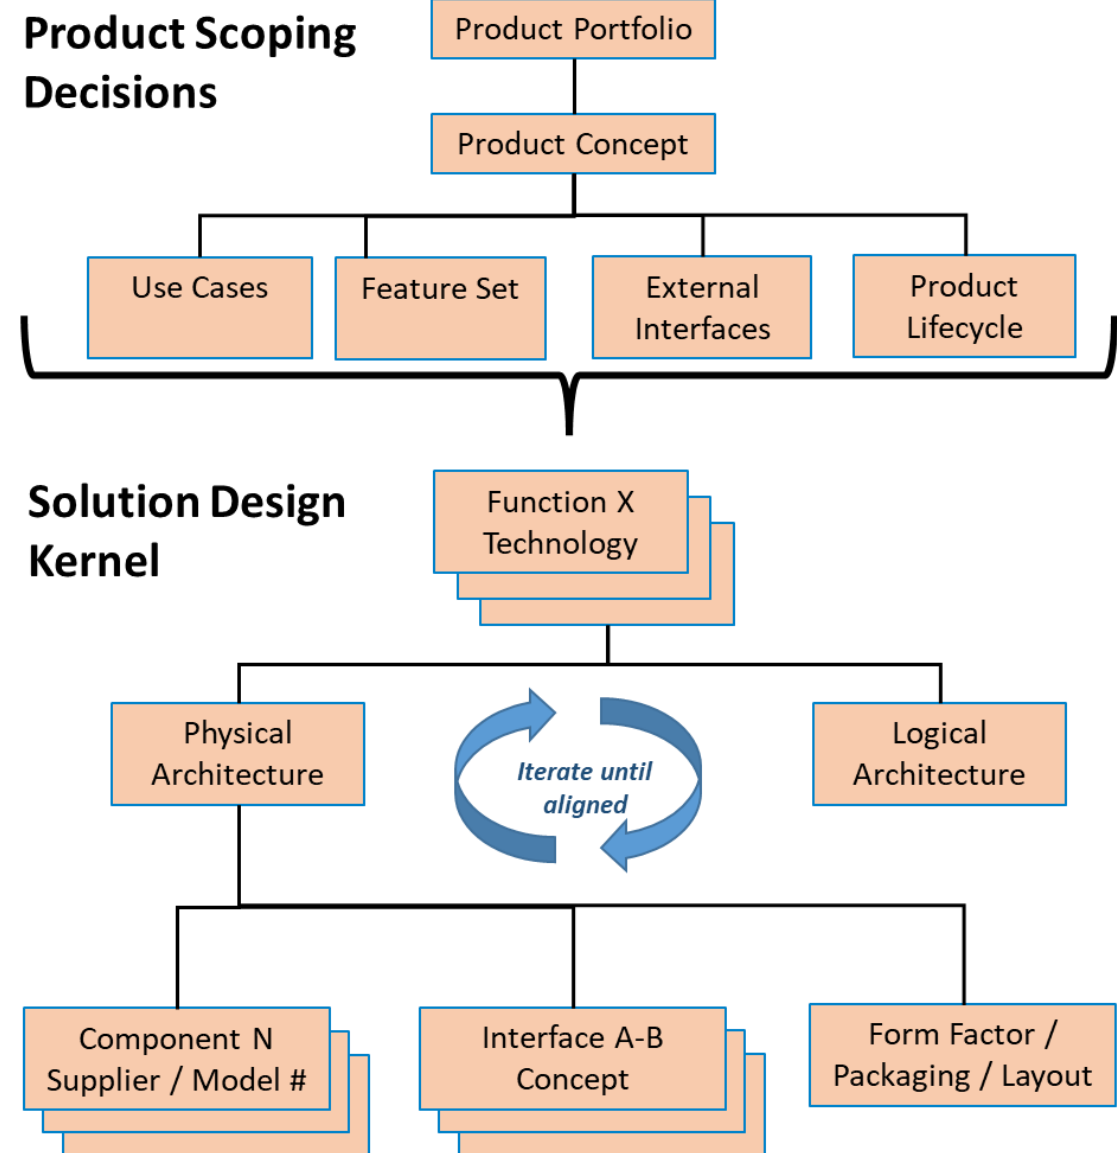 Product Scoping
Decisions
Product Portfolio
Product Concept
Use Cases
Feature Set
External
Interfaces
Product
Lifecycle
Solution Design
Kernel
Function X
Technology
Physical
Architecture
Iterate until
aligned
Logical
Architecture
Component N
Supplier / Model #
Interface A-B
Concept
Form Factor /
Packaging / Layout